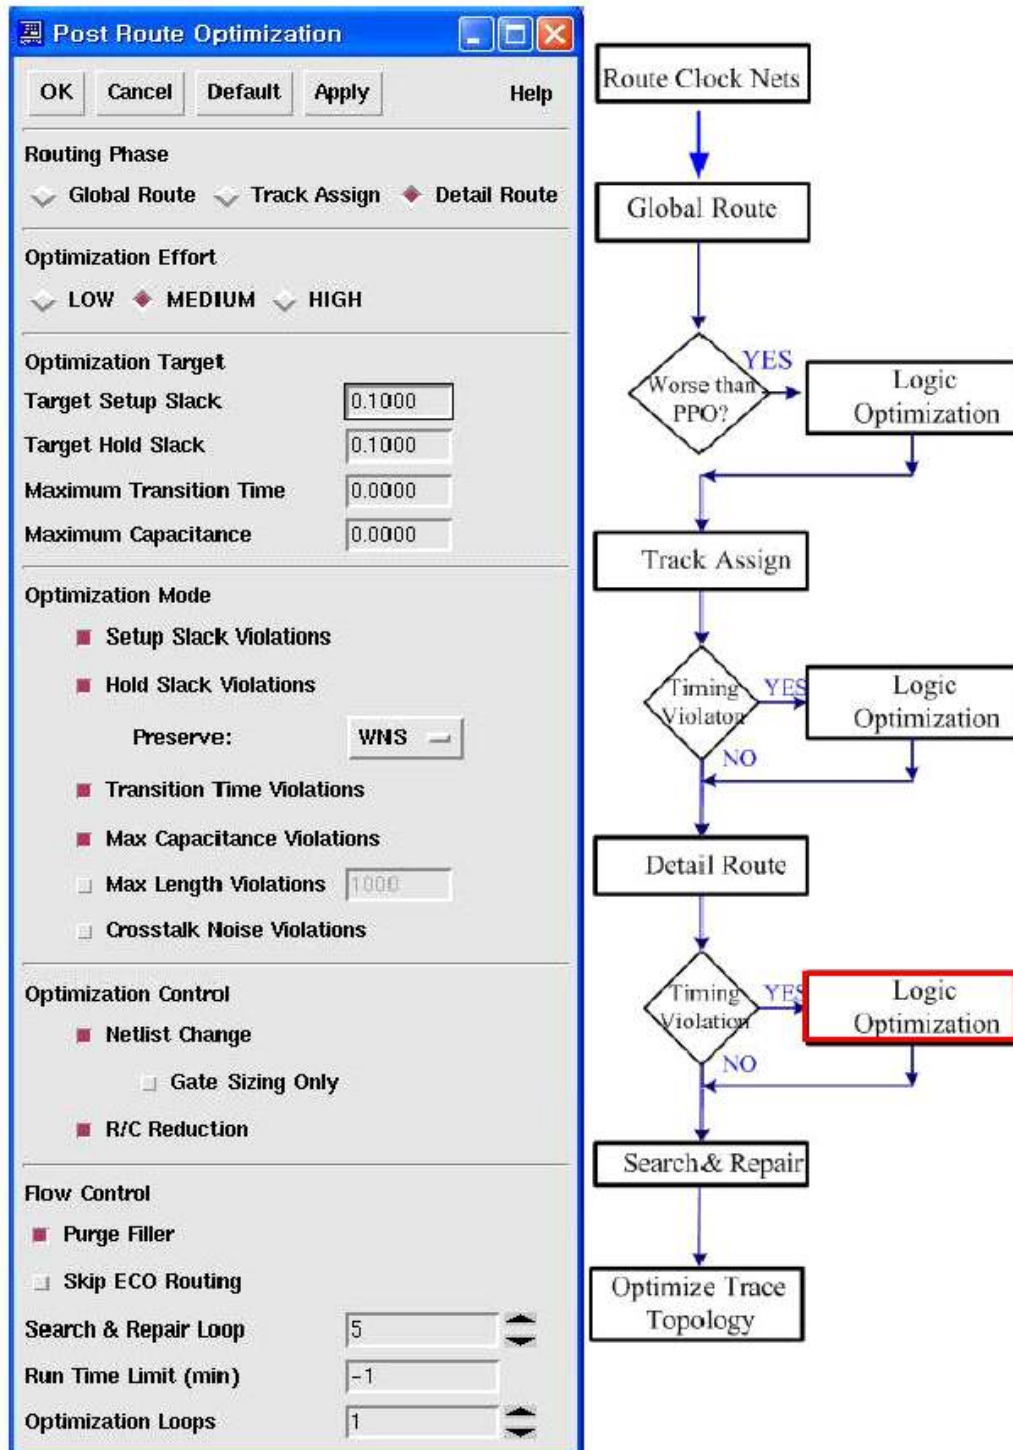 Post Route Optimization
OK Cancel Default Apply Help
Routing Phase
Global Route Track Assign Detail Route
Optimization Effort
LOW MEDIUM HIGH
Optimization Target
Target Setup Slack 0.1000
Target Hold Slack 0.1000
Maximum Transition Time 0.0000
Maximum Capacitance 0.0000
Optimization Mode
Setup Slack Violations
Hold Slack Violations
Preserve: WNS
Transition Time Violations
Max Capacitance Violations
Max Length Violations 1000
Crosstalk Noise Violations
Optimization Control
Netlist Change
Gate Sizing Only
R/C Reduction
Flow Control
Purge Filler
Skip ECO Routing
Search & Repair Loop 5
Run Time Limit (min) -1
Optimization Loops 1
Route Clock Nets
Global Route
Worse than
PPO?
YES
Logic
Optimization
Track Assign
Timing
Violaton
YES
Logic
Optimization
NO
Detail Route
Timing
Violation
YES
Logic
Optimization
NO
Search & Repair
Optimize Trace
Topology